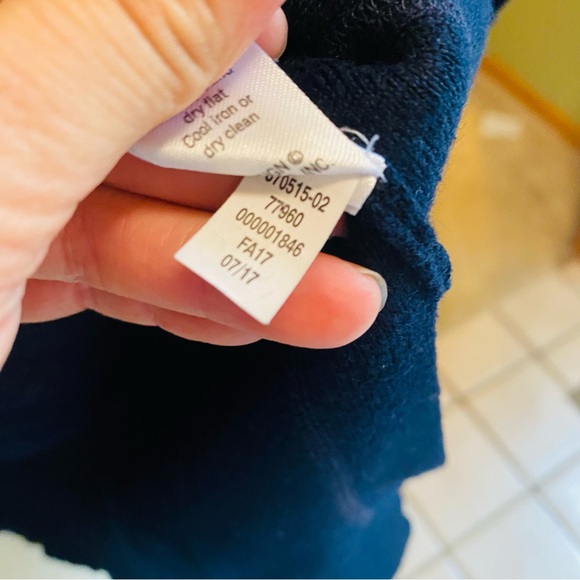 dry flat
Cool iron or
dry clean
N ©
INC.
570515-02
77960
000001846
FA17
07/17